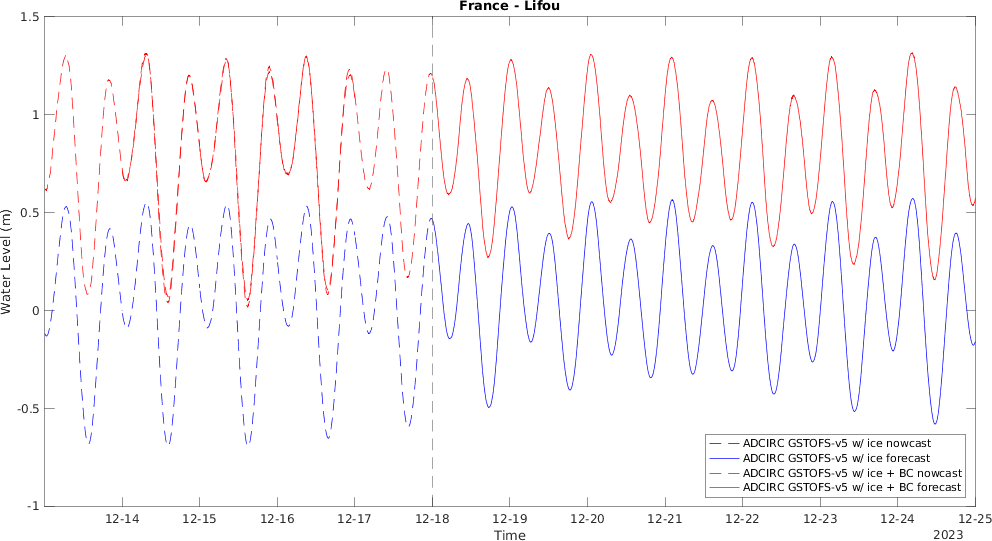 France - Lifou
1.5
1
0.5
0
-0.5
-1
Water Level (m)
12-14
12-15
12-16
12-17
12-18
12-19
12-20
12-21
12-22
12-23
12-24
12-25
Time
2023
ADCIRC GSTOFS-v5 w/ ice nowcast
ADCIRC GSTOFS-v5 w/ ice forecast
ADCIRC GSTOFS-v5 w/ ice + BC nowcast
ADCIRC GSTOFS-v5 w/ ice + BC forecast